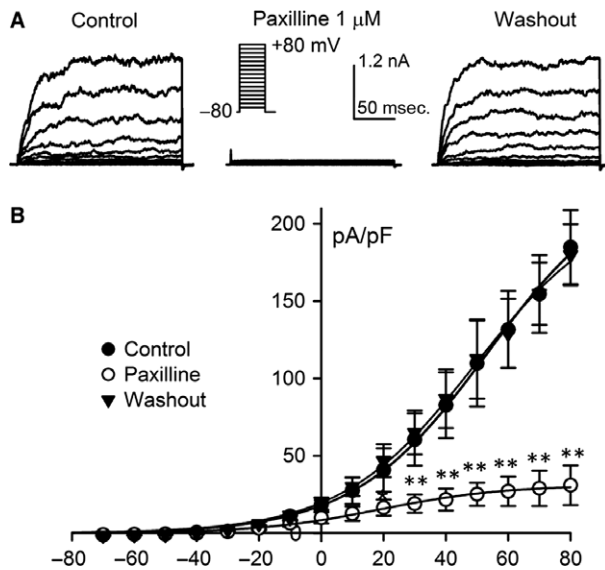 A
Control
Paxilline 1 μM
Washout
+80 mV
−80
1.2 nA
50 msec.
B
pA/pF
200
150
100
50
0
Control
Paxilline
Washout
*
** ** ** ** ** **
−80 −60 −40 −20 0 20 40 60 80